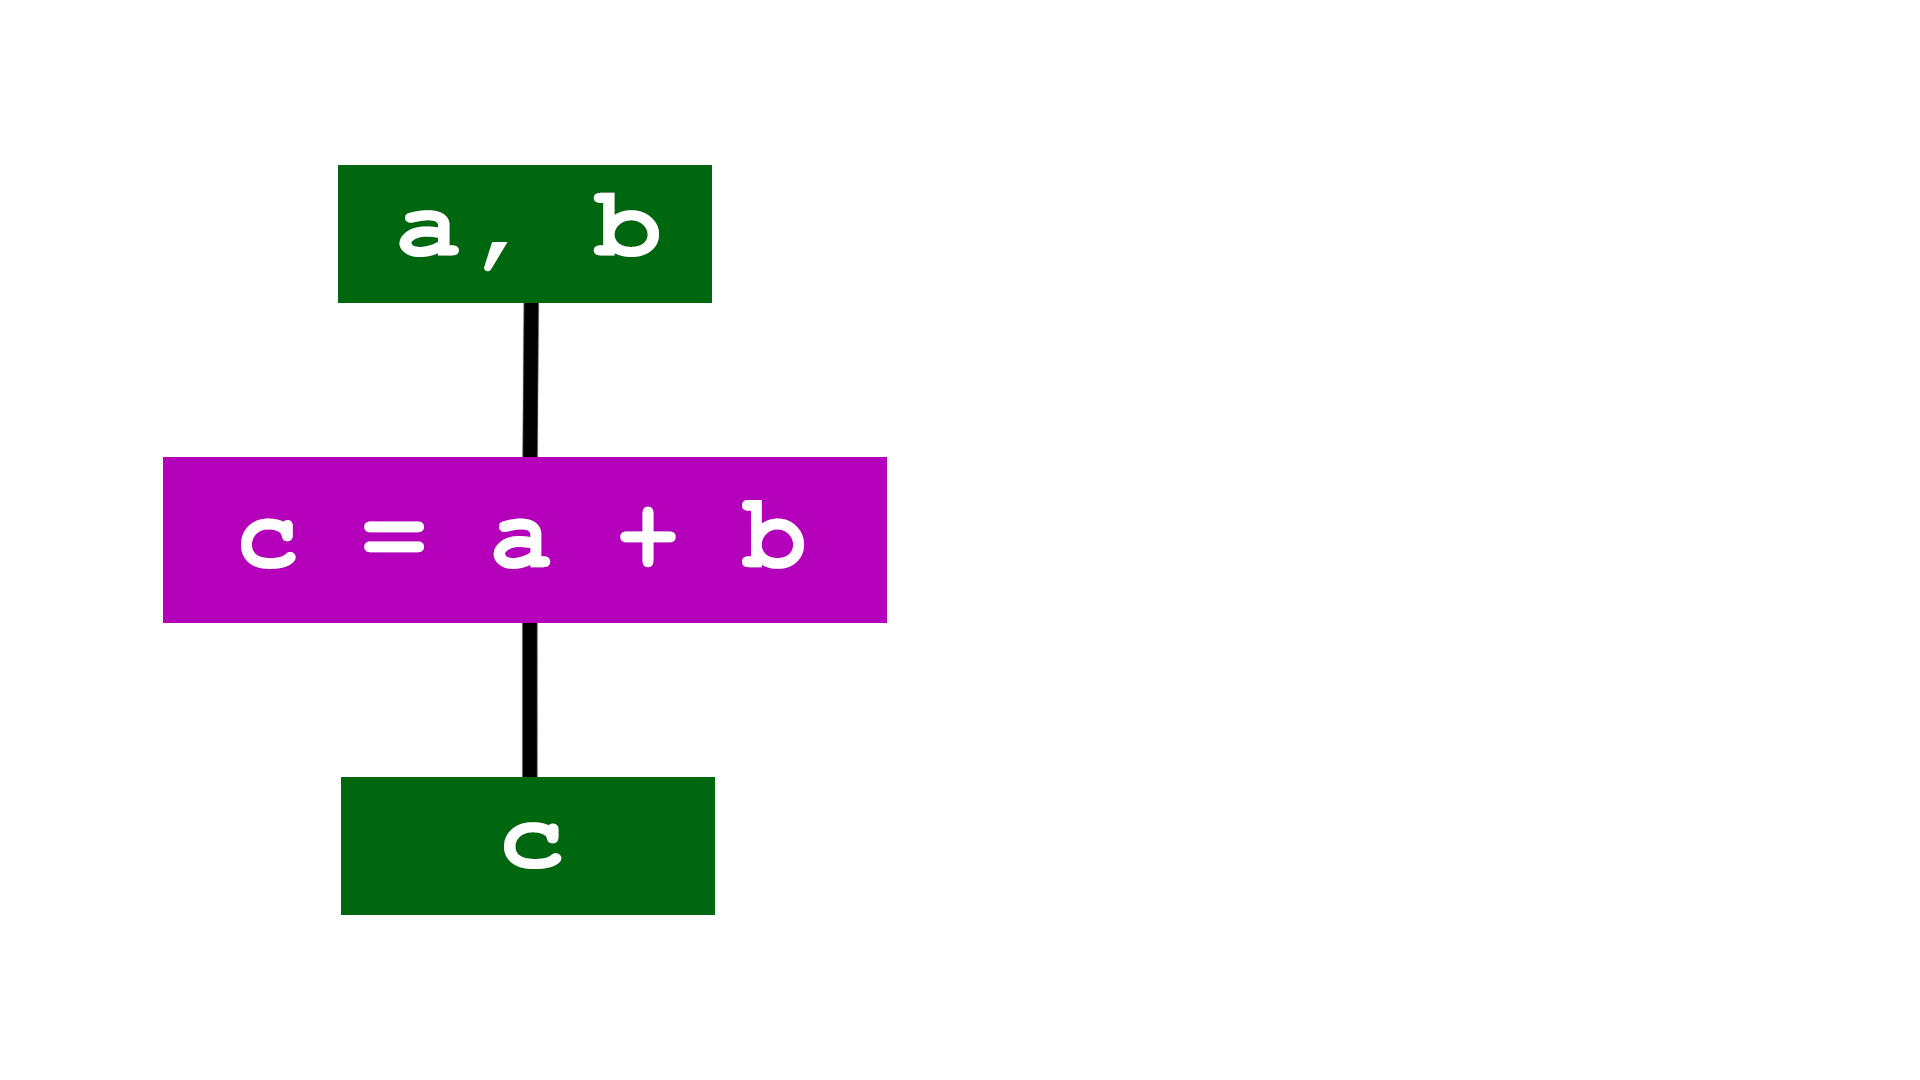 a, b
c = a + b
c